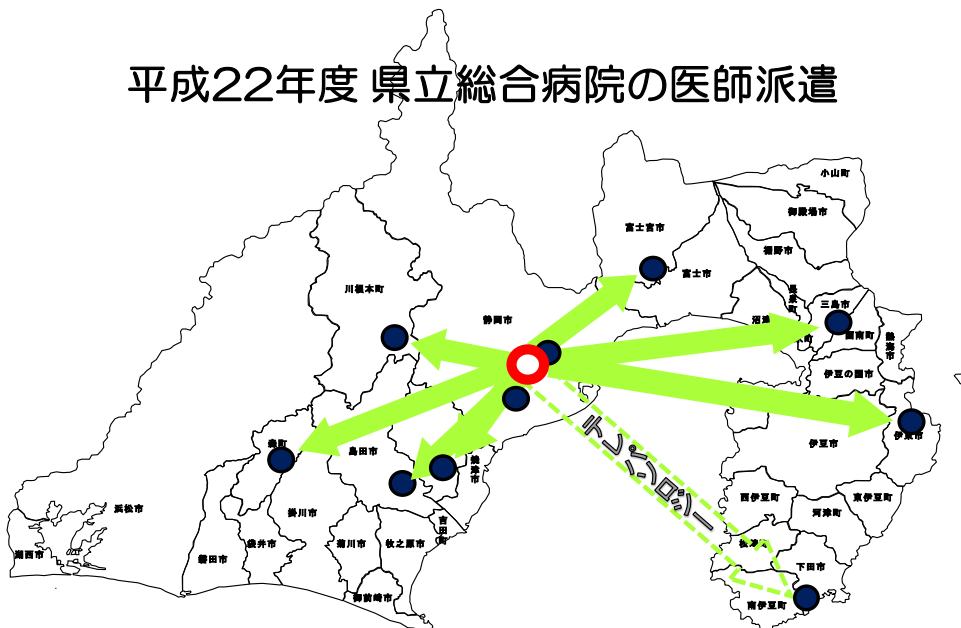 平成22年度 県立総合病院の医師派遣
小山町
御殿場市
富士宮市
裾野市
富士市
川根本町
長泉町
三島市
静岡市
函南町
熱海市
伊豆の国市
伊東市
島田市
森町
伊豆市
焼津市
テレパソロジー
西伊豆町
東伊豆町
浜松市
掛川市
河津町
吉田町
袋井市
菊川市
牧之原市
湖西市
磐田市
下田市
御前崎市
南伊豆町